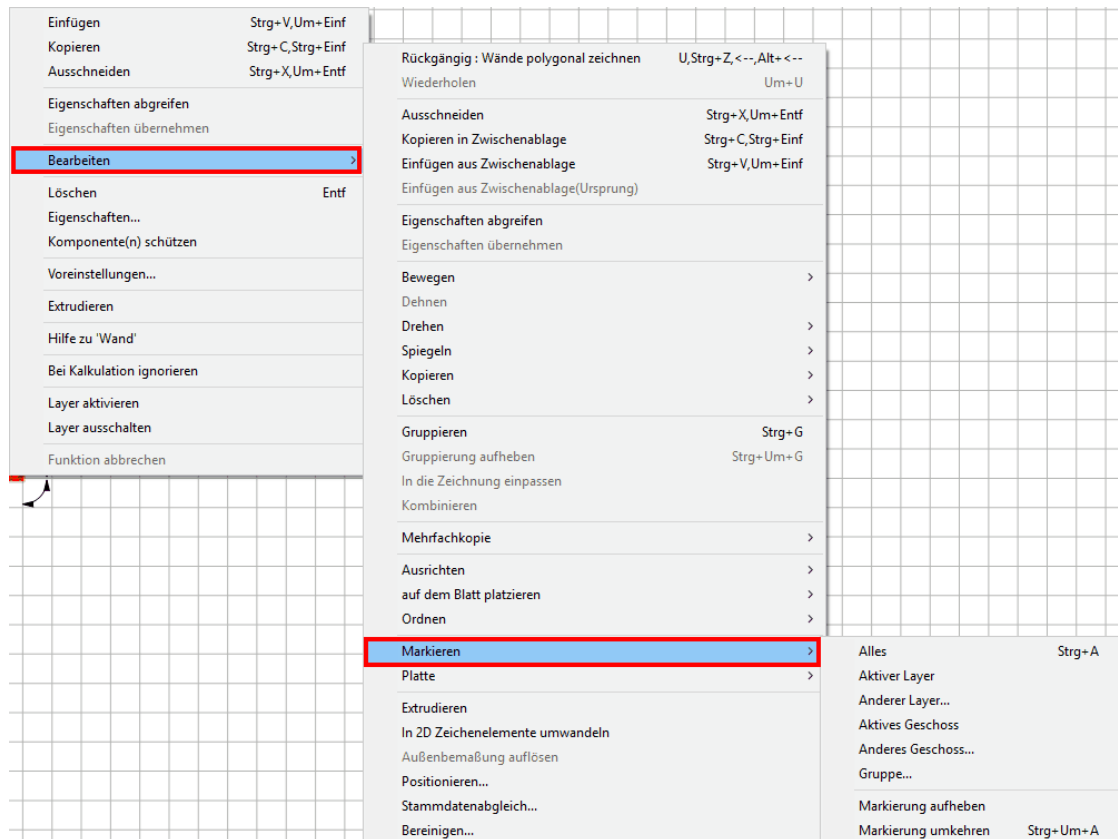 Einfügen Strg+V,Um+Einf
Kopieren Strg+C,Strg+Einf
Ausschneiden Strg+X,Um+Entf
Eigenschaften abgreifen
Eigenschaften übernehmen
Bearbeiten >
Löschen Entf
Eigenschaften...
Komponente(n) schützen
Voreinstellungen...
Extrudieren
Hilfe zu 'Wand'
Bei Kalkulation ignorieren
Layer aktivieren
Layer ausschalten
Funktion abbrechen
Rückgängig : Wände polygonal zeichnen U,Strg+Z,<--,Alt+<--
Wiederholen Um+U
Ausschneiden Strg+X,Um+Entf
Kopieren in Zwischenablage Strg+C,Strg+Einf
Einfügen aus Zwischenablage Strg+V,Um+Einf
Einfügen aus Zwischenablage(Ursprung)
Eigenschaften abgreifen
Eigenschaften übernehmen
Bewegen >
Dehnen
Drehen >
Spiegeln >
Kopieren >
Löschen >
Gruppieren Strg+G
Gruppierung aufheben Strg+Um+G
In die Zeichnung einpassen
Kombinieren
Mehrfachkopie >
Ausrichten >
auf dem Blatt platzieren >
Ordnen >
Markieren >
Platte >
Extrudieren
In 2D Zeichenelemente umwandeln
Außenbemaßung auflösen
Positionieren...
Stammdatenabgleich...
Bereinigen...
Alles Strg+A
Aktiver Layer
Anderer Layer...
Aktives Geschoss
Anderes Geschoss...
Gruppe...
Markierung aufheben
Markierung umkehren Strg+Um+A